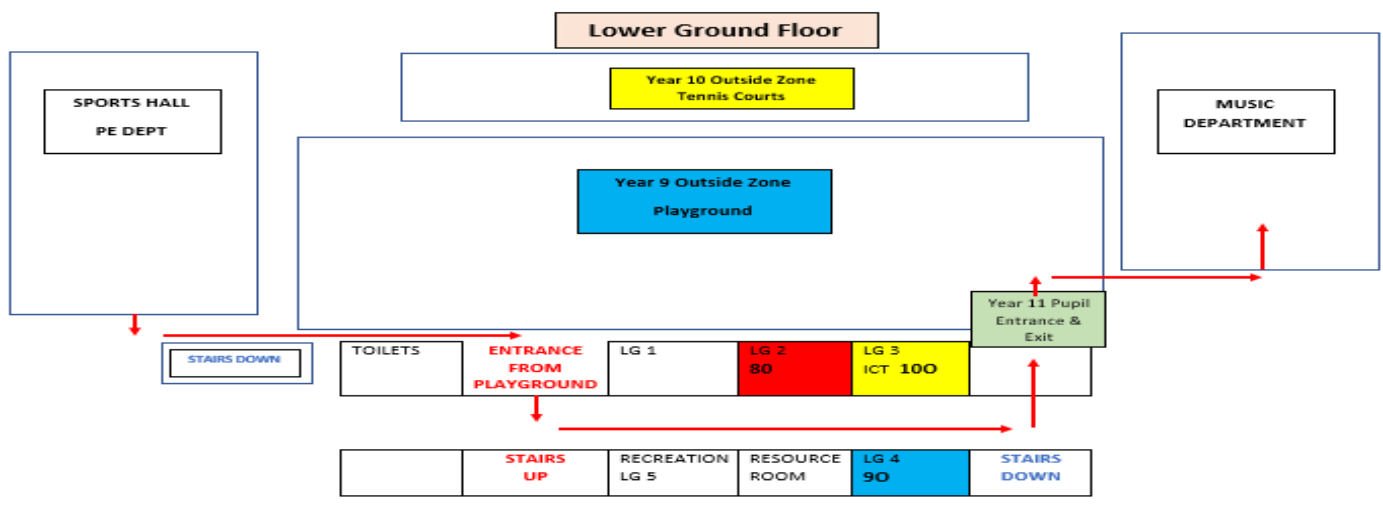 Lower Ground Floor
Year 10 Outside Zone
Tennis Courts
SPORTS HALL
PE DEPT
MUSIC
DEPARTMENT
Year 9 Outside Zone
Playground
Year 11 Pupil
Entrance &
Exit
STAIRS DOWN
TOILETS
ENTRANCE
FROM
PLAYGROUND
LG 1
LG 2
8O
LG 3
ICT 10O
STAIRS
UP
RECREATION
LG 5
RESOURCE
ROOM
LG 4
9O
STAIRS
DOWN